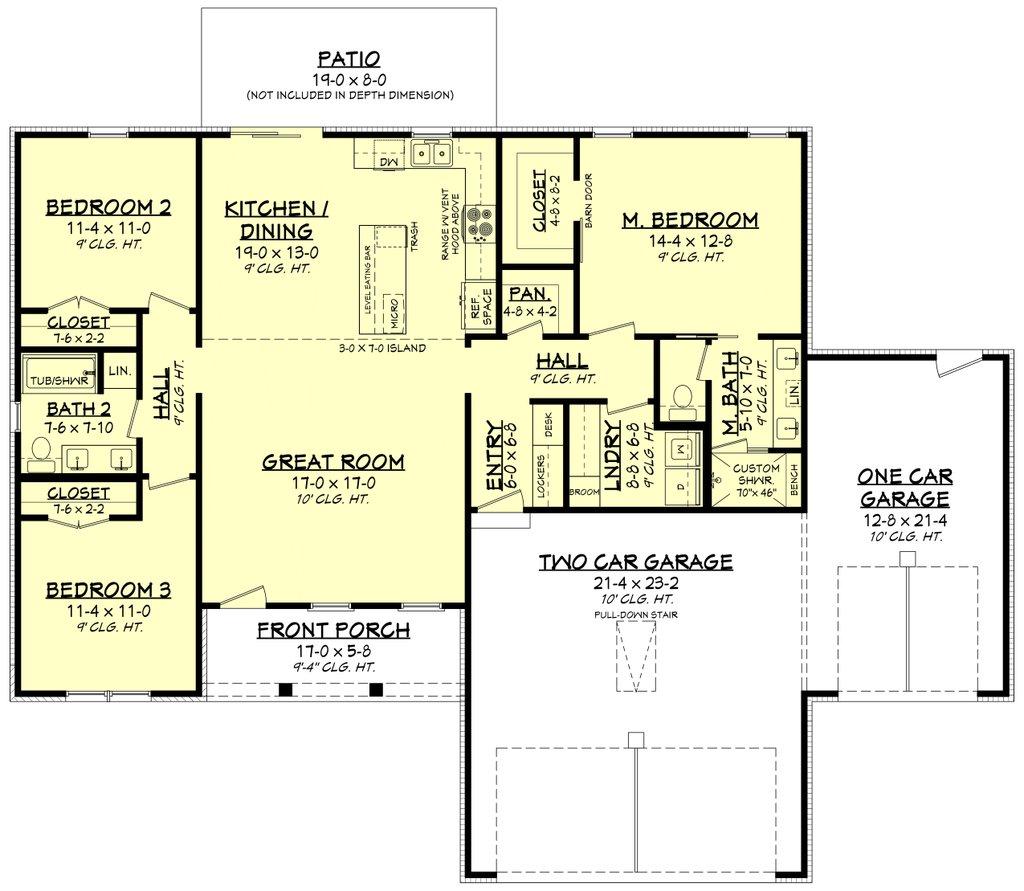 PATIO
19-0 x 8-0
(NOT INCLUDED IN DEPTH DIMENSION)
BEDROOM 2
11-4 x 11-0
9' CLG. HT.
KITCHEN /
DINING
19-0 x 13-0
9' CLG. HT.
DW
LEVEL EATING BAR
TRASH
MICRO
RANGE W/ VENT
HOOD ABOVE
REF.
SPACE
3-0 x 7-0 ISLAND
CLOSET
4-8 x 8-2
BARN DOOR
M. BEDROOM
14-4 x 12-8
9' CLG. HT.
PAN.
4-8 x 4-2
CLOSET
7-6 x 2-2
TUB/SHWR
LIN.
BATH 2
7-6 x 7-10
HALL
9' CLG. HT.
HALL
9' CLG. HT.
M. BATH
5-10 x 7-0
9' CLG. HT.
LIN.
ENTRY
6-0 x 6-8
DESK
LOCKERS
BROOM
LNDRY
8-8 x 6-8
9' CLG. HT.
M
D
CUSTOM
SHWR.
70"x 46"
BENCH
GREAT ROOM
17-0 x 17-0
10' CLG. HT.
CLOSET
7-6 x 2-2
BEDROOM 3
11-4 x 11-0
9' CLG. HT.
ONE CAR
GARAGE
12-8 x 21-4
10' CLG. HT.
TWO CAR GARAGE
21-4 x 23-2
10' CLG. HT.
PULL-DOWN STAIR
FRONT PORCH
17-0 x 5-8
9'-4" CLG. HT.